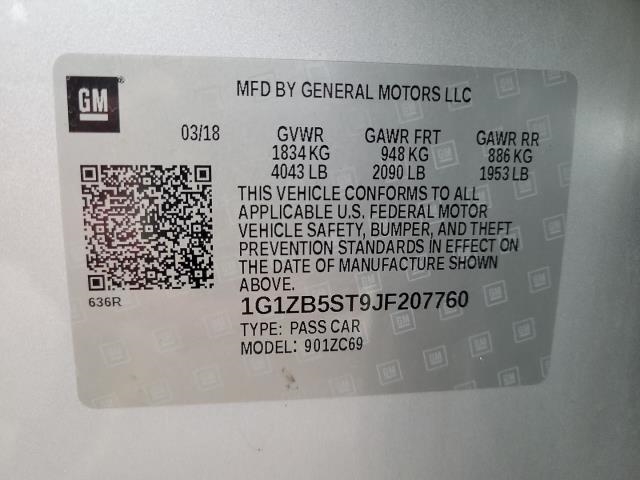 GM
®
MFD BY GENERAL MOTORS LLC
03/18 GVWR GAWR FRT GAWR RR
1834 KG 948 KG 886 KG
4043 LB 2090 LB 1953 LB
THIS VEHICLE CONFORMS TO ALL
APPLICABLE U.S. FEDERAL MOTOR
VEHICLE SAFETY, BUMPER, AND THEFT
PREVENTION STANDARDS IN EFFECT ON
THE DATE OF MANUFACTURE SHOWN
ABOVE.
636R
1G1ZB5ST9JF207760
TYPE: PASS CAR
MODEL: 901ZC69